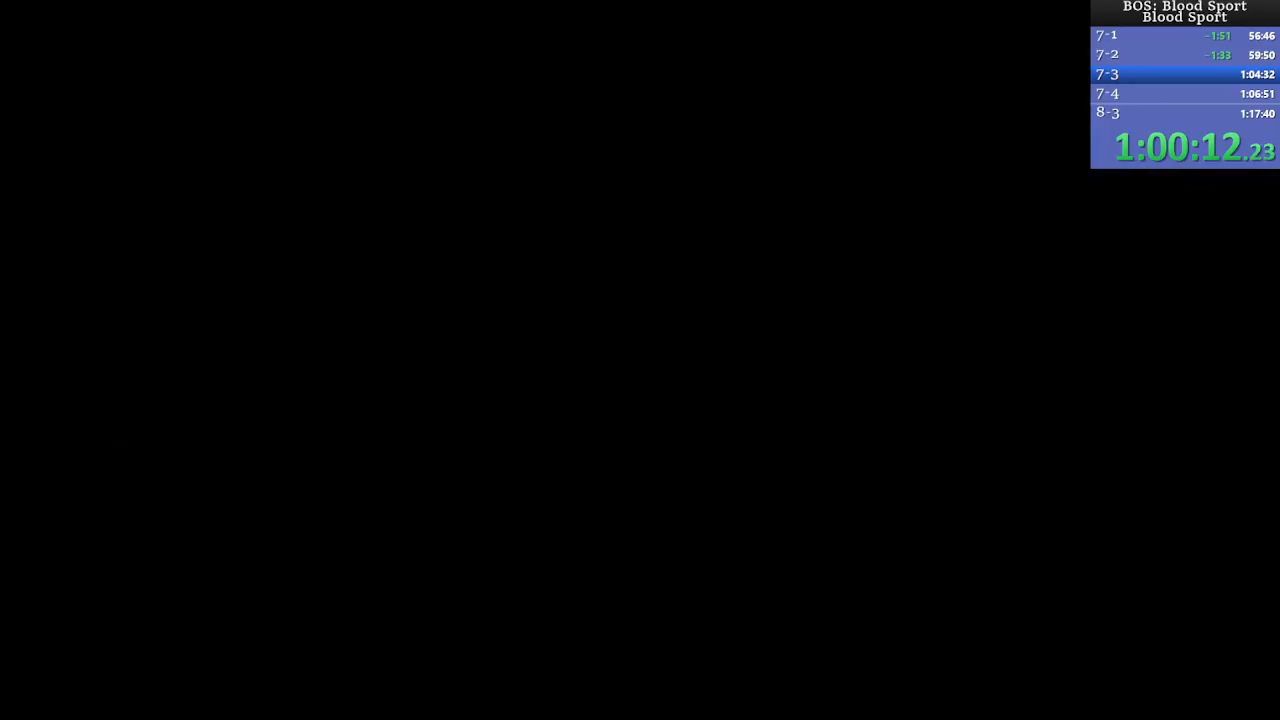 BOS: Blood Sport
Blood Sport
7-1 -1:51 56:46
7-2 -1:33 59:50
7-3 1:04:32
7-4 1:06:51
8-3 1:17:40
1:00:12.23